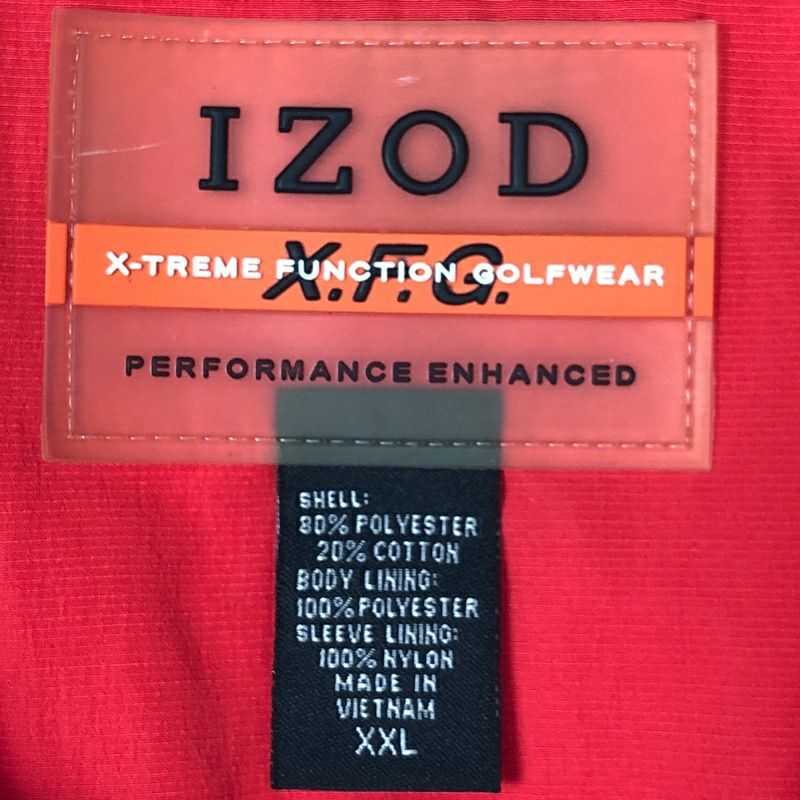 IZOD
X.F.G.
X-TREME FUNCTION GOLFWEAR
PERFORMANCE ENHANCED
SHELL:
80% POLYESTER
20% COTTON
BODY LINING:
100% POLYESTER
SLEEVE LINING:
100% NYLON
MADE IN
VIETNAM
XXL